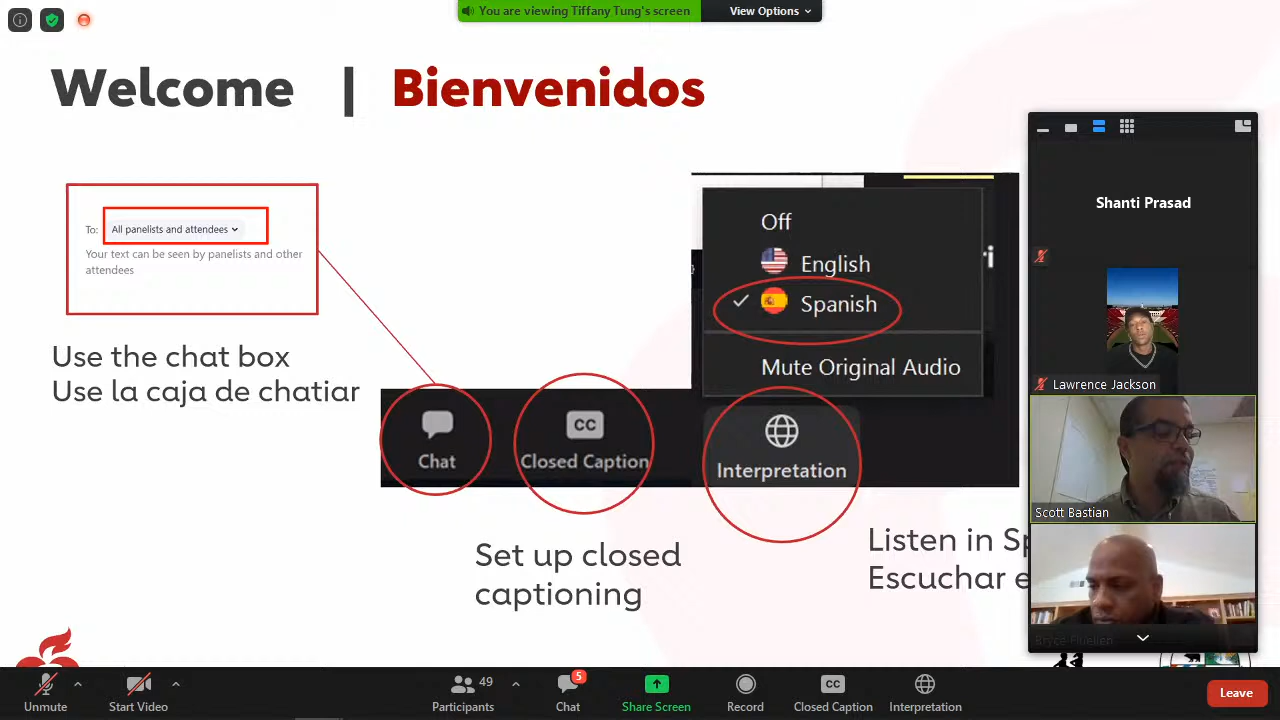 You are viewing Tiffany Tung's screen
View Options
Welcome | Bienvenidos
To: All panelists and attendees
Your text can be seen by panelists and other
attendees
Use the chat box
Use la caja de chatiar
Off
English
Spanish
Mute Original Audio
Chat
Closed Caption
Interpretation
Set up closed
captioning
Listen in
Escuchar
Shanti Prasad
Lawrence Jackson
Scott Bastian
Unmute
Start Video
Participants 49
Chat 5
Share Screen
Record
Closed Caption
Interpretation
Leave